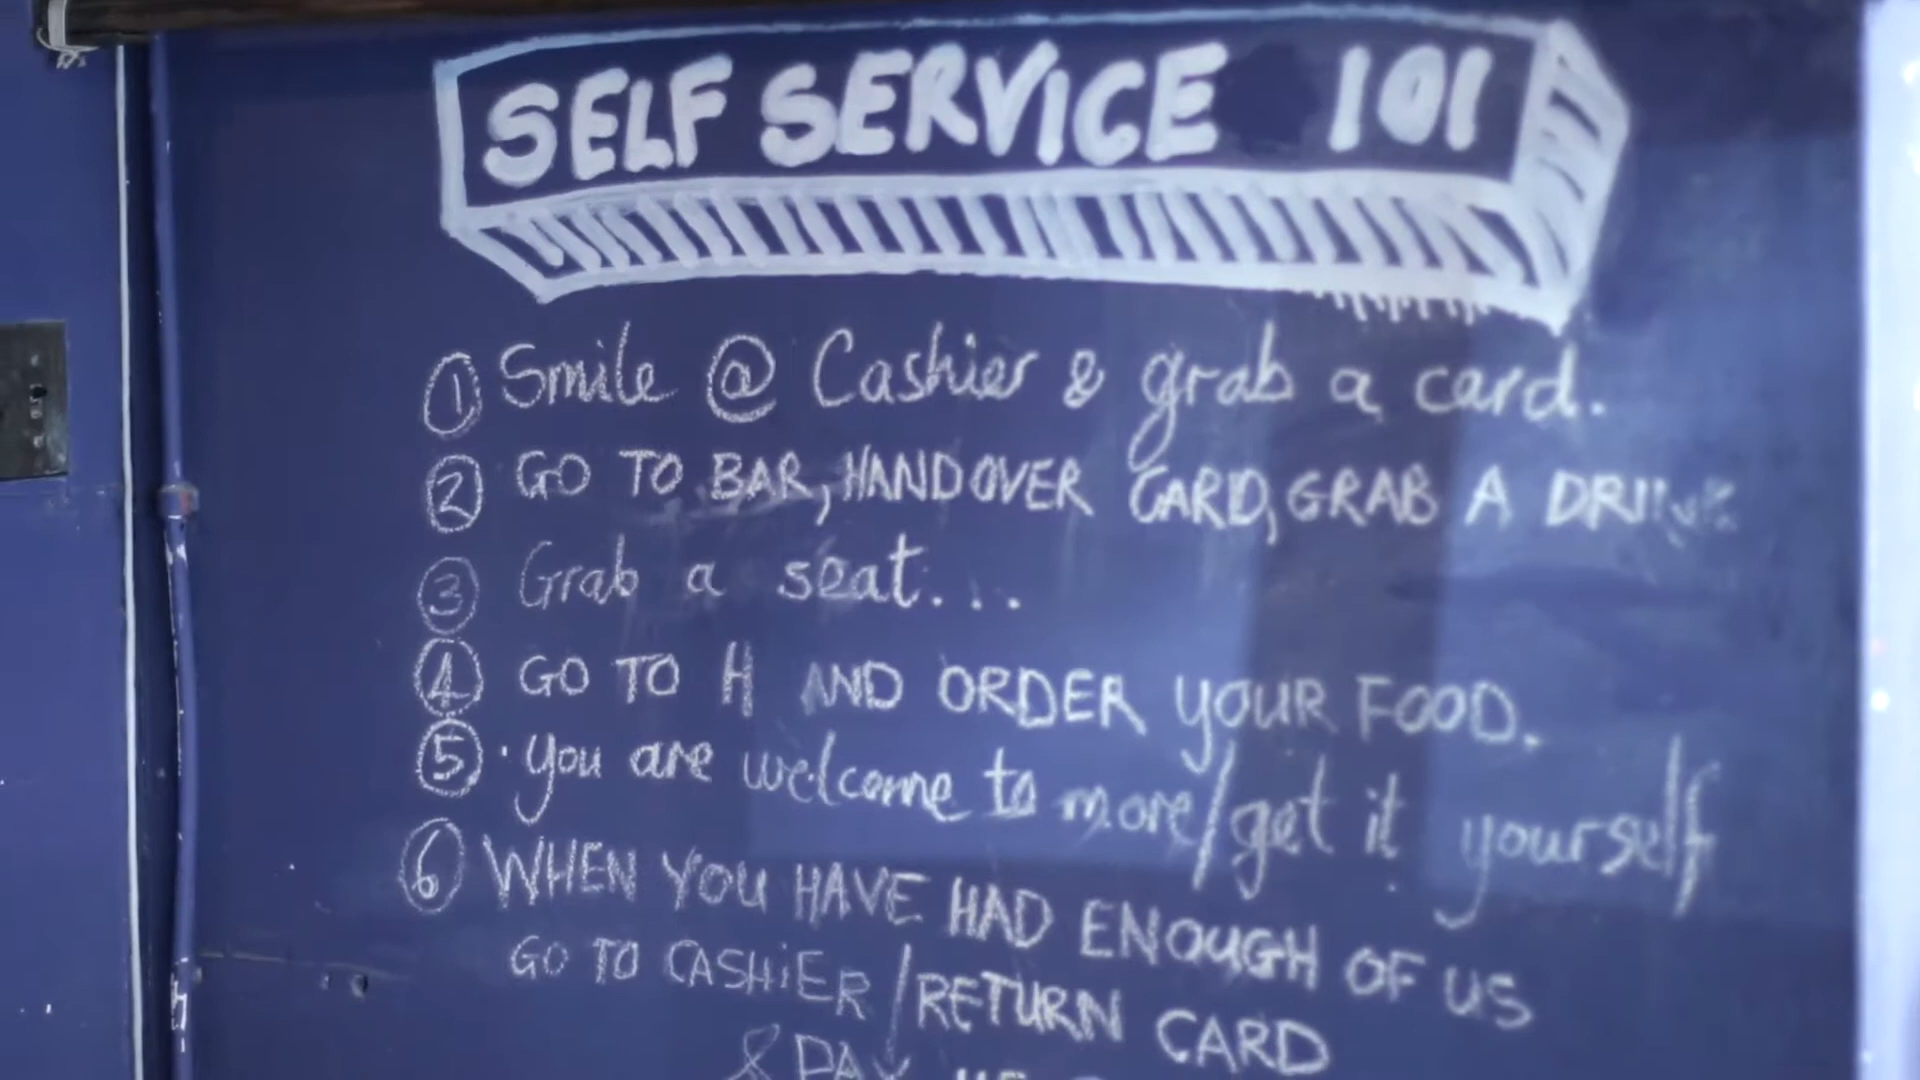 SELF SERVICE 101
① Smile @ Cashier & grab a card.
② GO TO BAR, HANDOVER CARD, GRAB A DRINK
③ Grab a seat...
④ GO TO H AND ORDER YOUR FOOD.
⑤ · you are welcome to more/get it yourself
⑥ WHEN YOU HAVE HAD ENOUGH OF US
GO TO CASHIER/RETURN CARD
& PAY